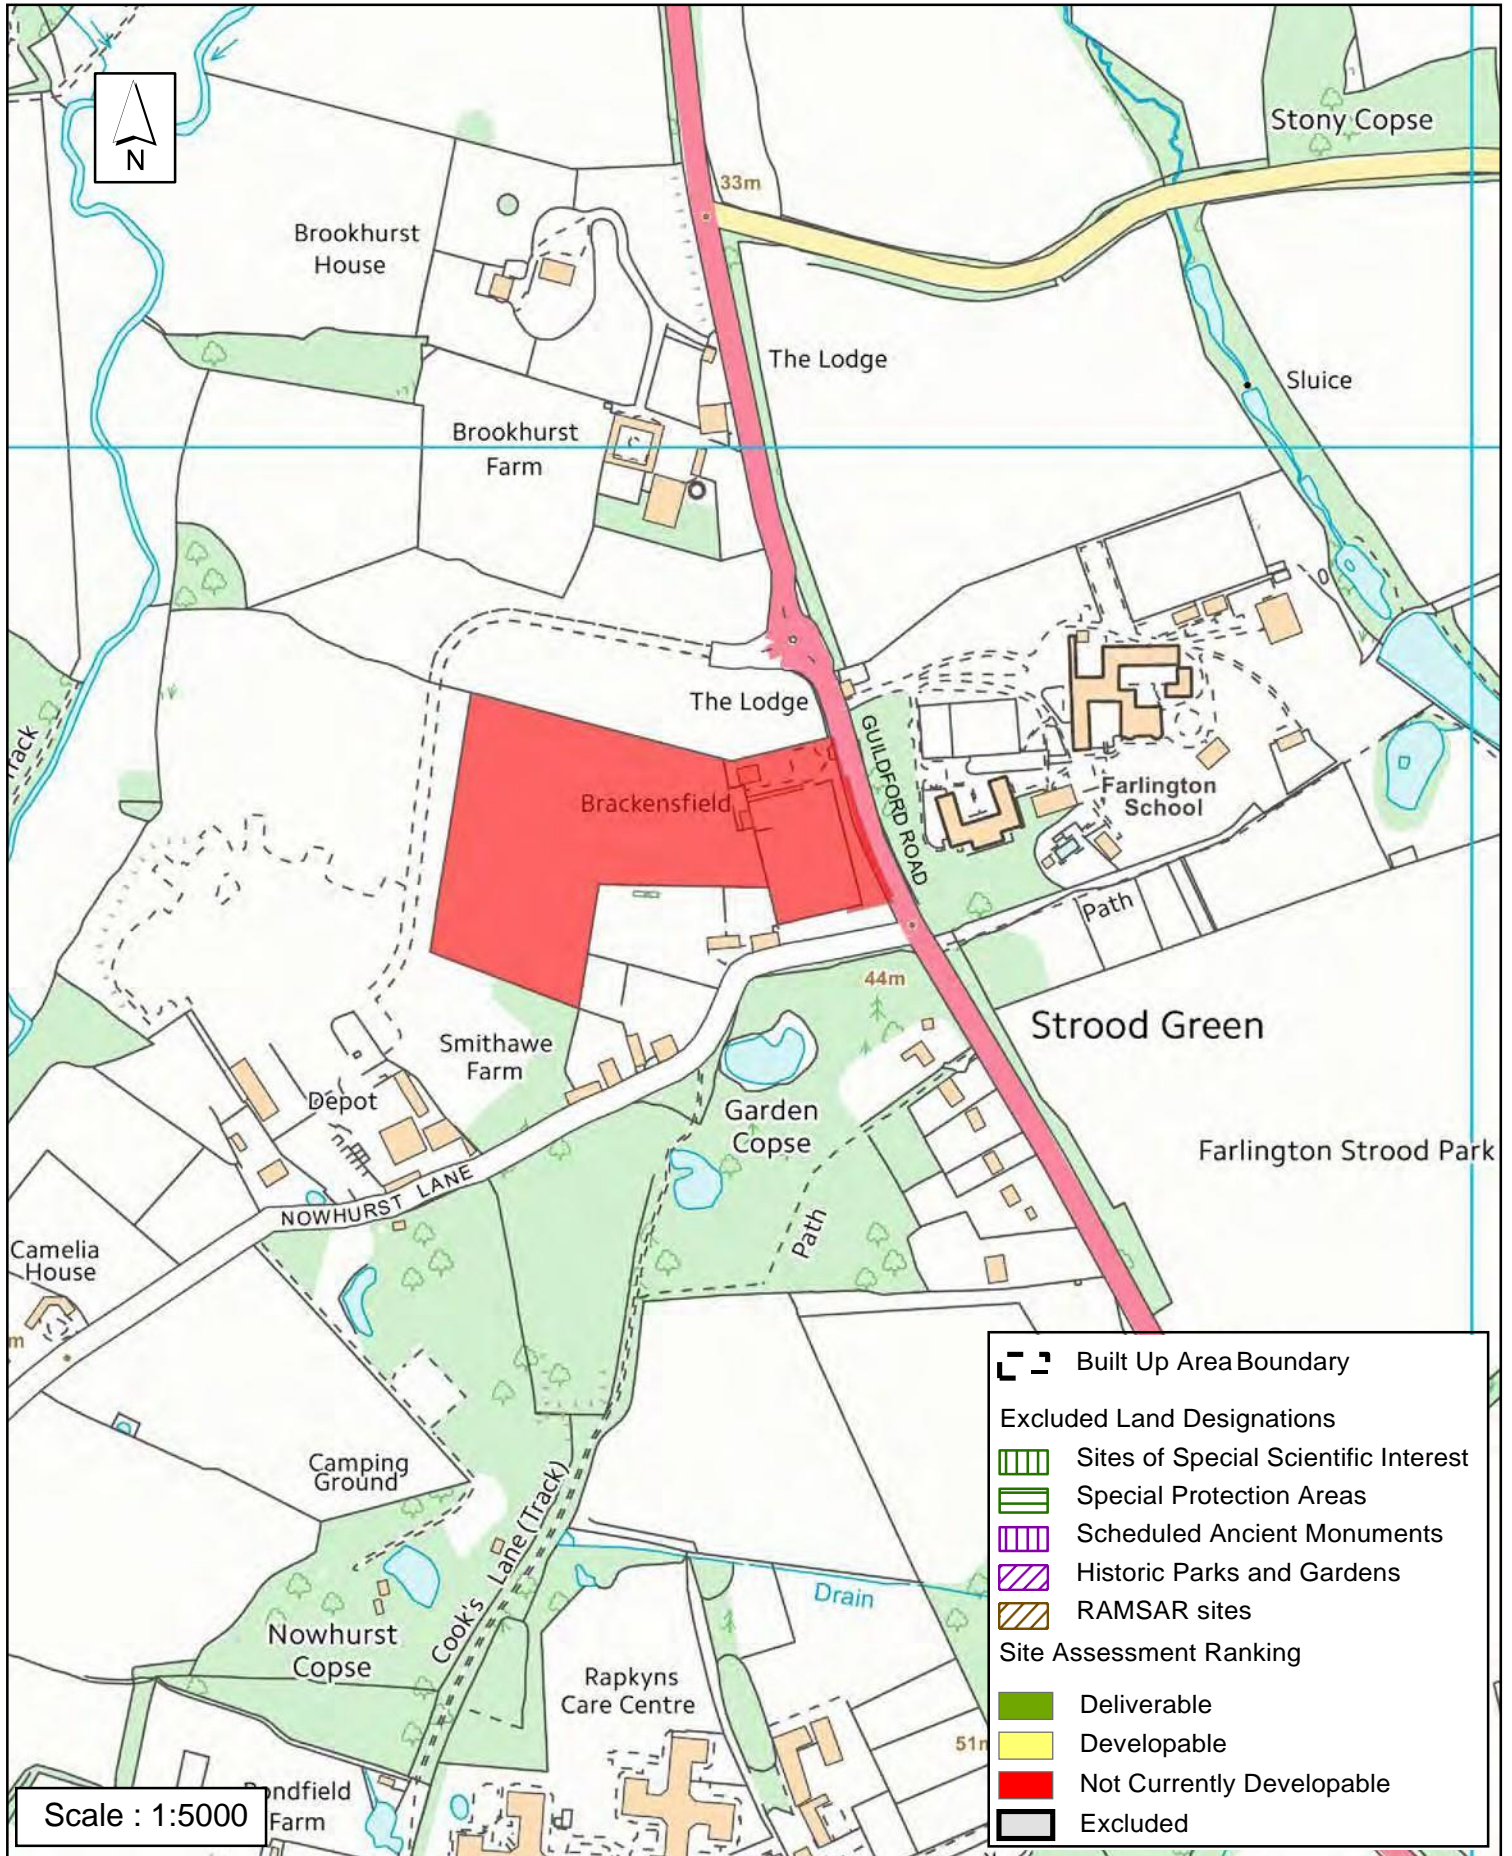 N
Stony Copse
33m
Brookhurst
House
The Lodge
Sluice
Brookhurst
Farm
The Lodge
GUILDFORD ROAD
Track
Brackensfield
Farlington
School
Path
44m
Strood Green
Smithawe
Farm
Depot
Garden
Copse
Farlington Strood Park
NOWHURST LANE
Path
Camelia
House
m
Camping
Ground
Cook's Lane (Track)
Drain
Nowhurst
Copse
Rapkyns
Care Centre
51m
Farm
Scale : 1:5000
Built Up Area Boundary
Excluded Land Designations
Sites of Special Scientific Interest
Special Protection Areas
Scheduled Ancient Monuments
Historic Parks and Gardens
RAMSAR sites
Site Assessment Ranking
Deliverable
Developable
Not Currently Developable
Excluded